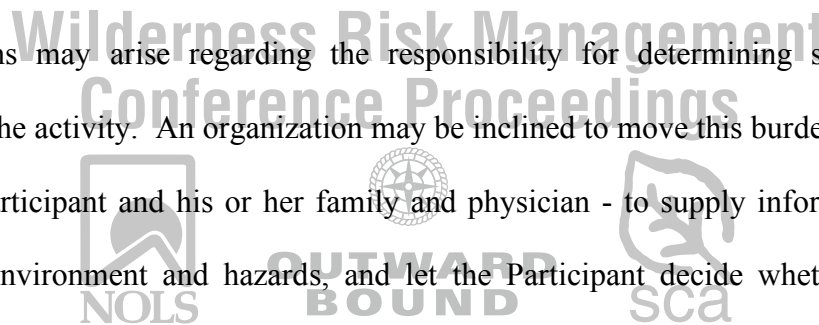 Wilderness Risk Management
ns may arise regarding the responsibility for determining s
Conference Proceedings
he activity. An organization may be inclined to move this burde
rticipant and his or her family and physician - to supply infor
nvironment and hazards, and let the Participant decide whet
OUTWARD
NOLS BOUND sca